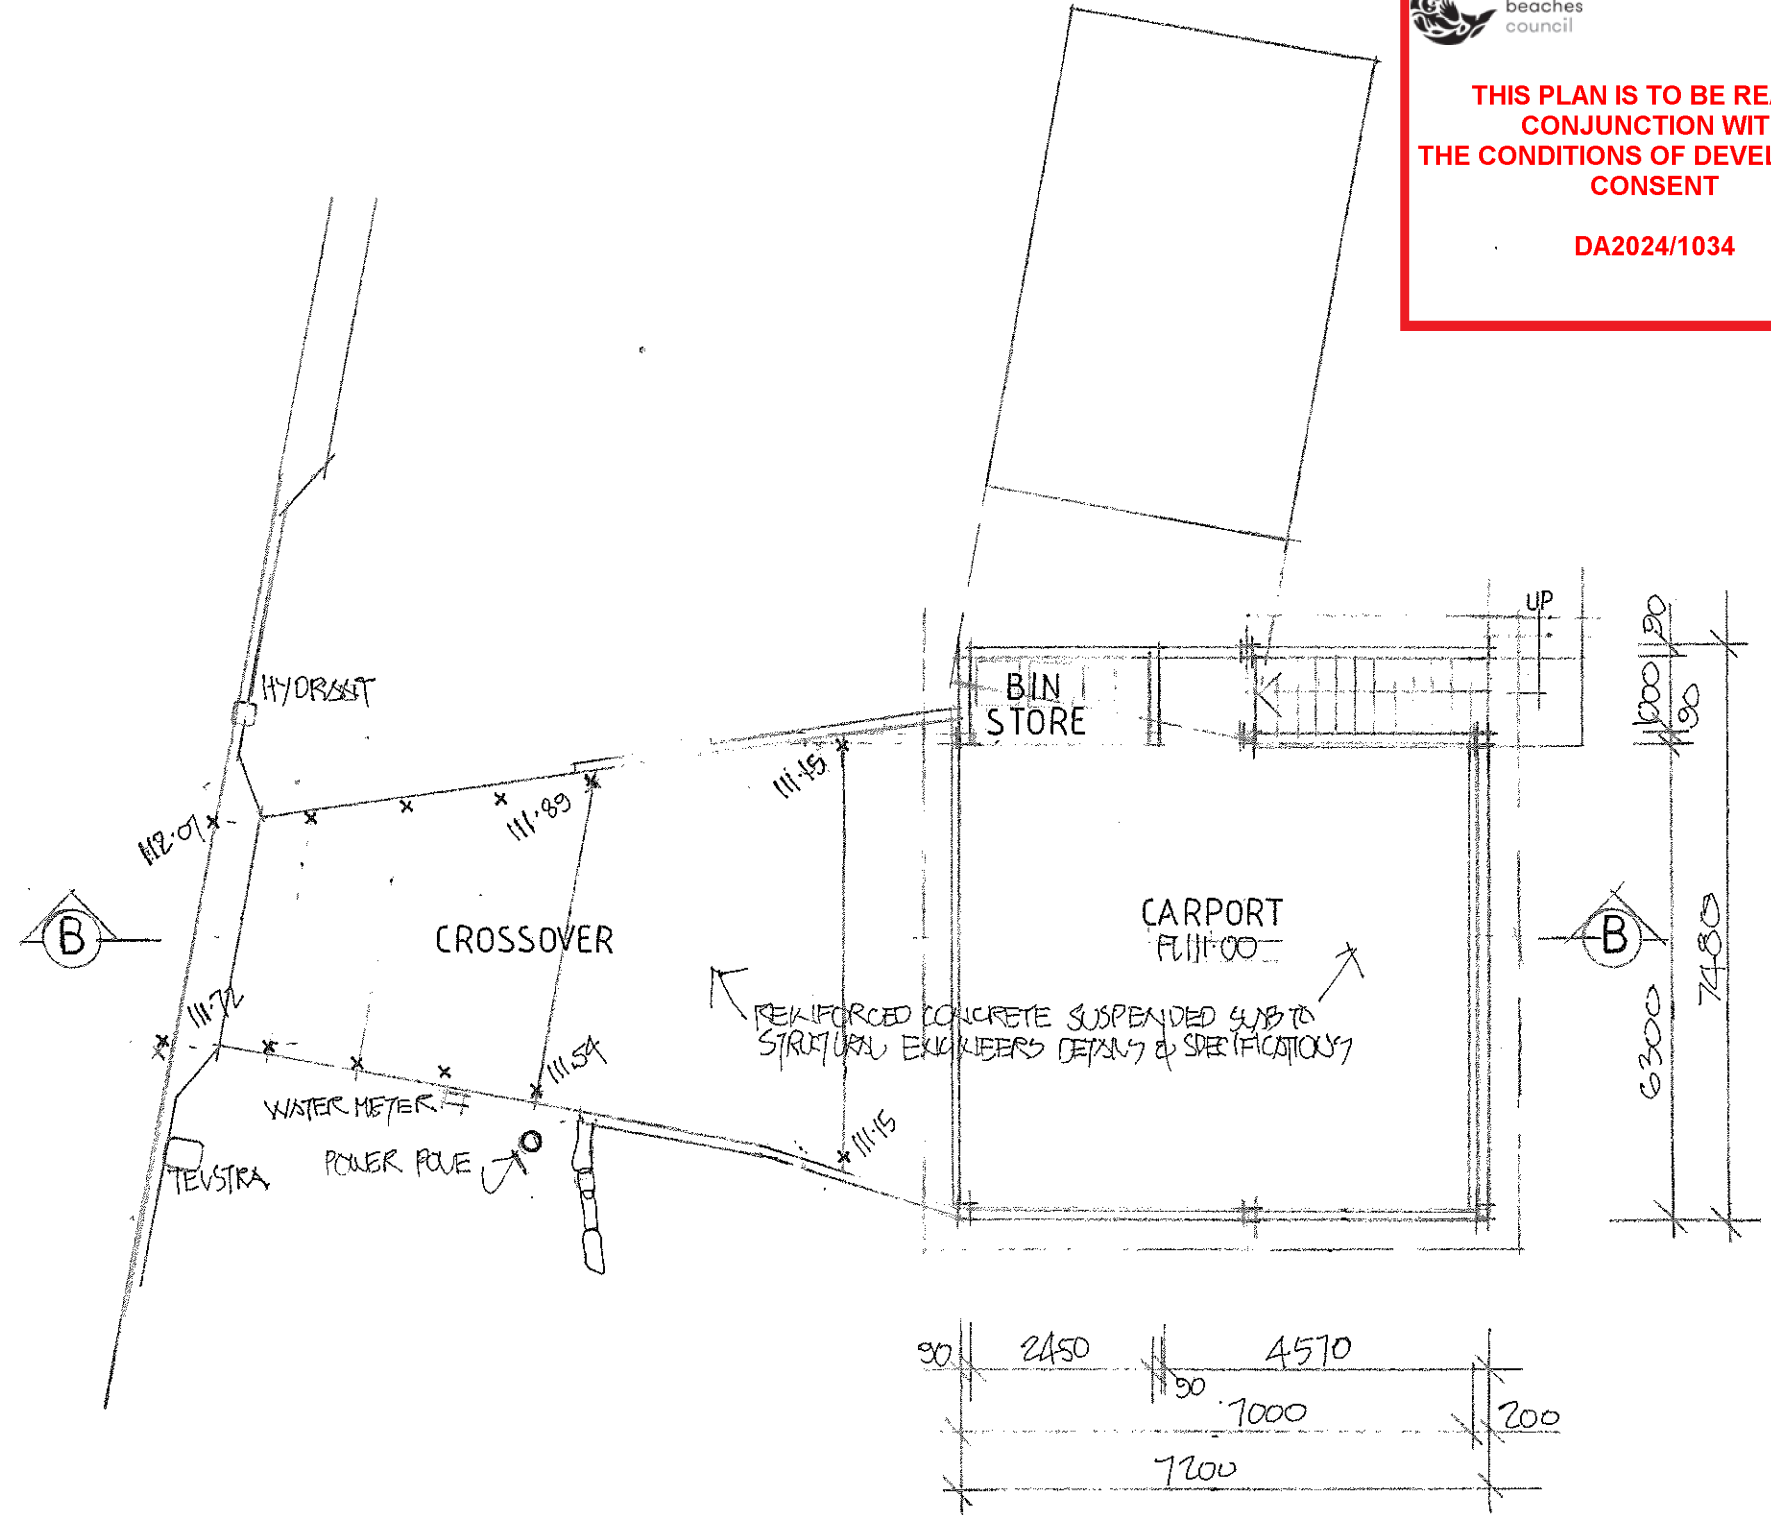 beaches
council
THIS PLAN IS TO BE RE
CONJUNCTION WIT
THE CONDITIONS OF DEVEL
CONSENT
DA2024/1034
UP
90
1000
90
HYDRANT
BIN
STORE
111.15
111.89
112.07
CARPORT
FL111.00
CROSSOVER
B
B
7480
6300
111.72
REINFORCED CONCRETE SUSPENDED SLAB TO
STRUCTURAL ENGINEERS DETAILS & SPECIFICATIONS
111.54
WATER METER
111.15
POWER POLE
TELSTRA
90
2450
4570
90
7000
200
7200